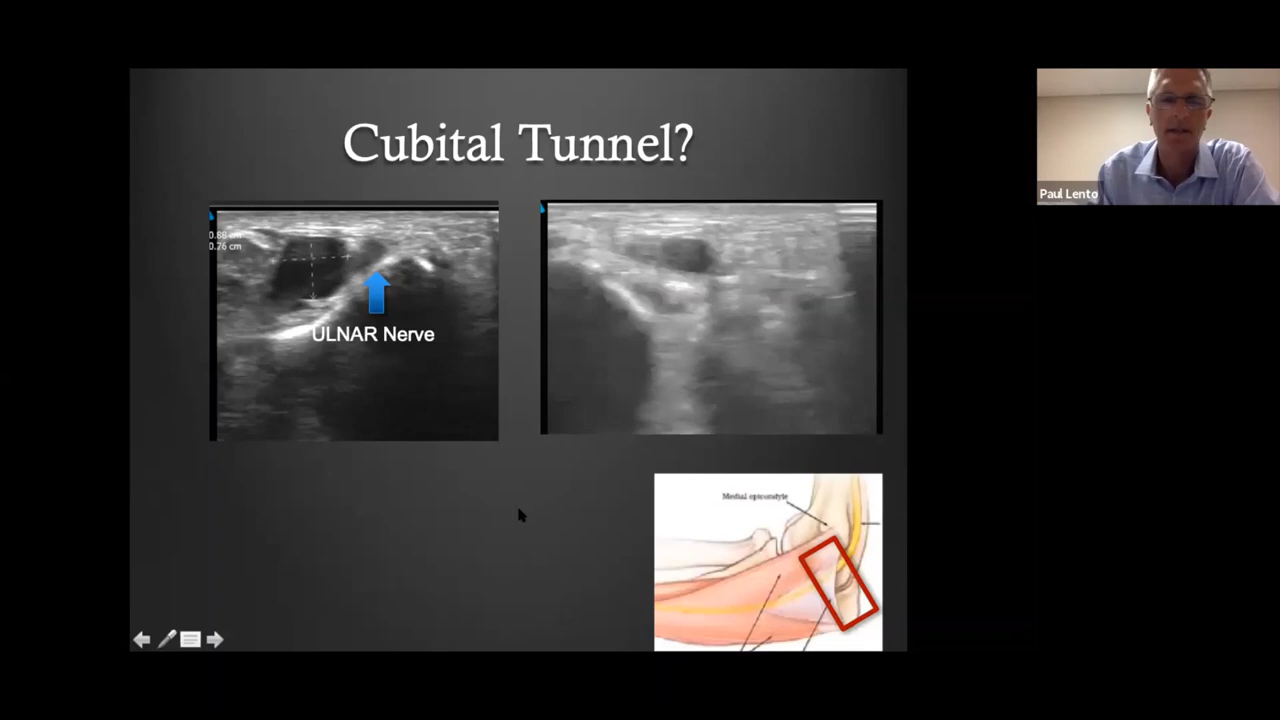 Cubital Tunnel?
0.88 cm
0.76 cm
ULNAR Nerve
Medial epicondyle
Paul Lento